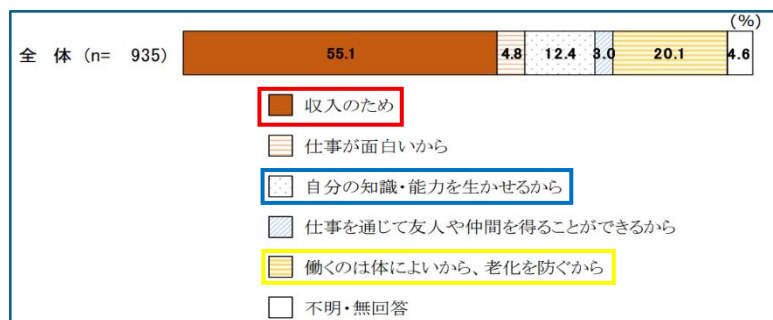 (%)
全 体 (n= 935) 55.1 4.8 12.4 3.0 20.1 4.6
収入のため
仕事が面白いから
自分の知識・能力を生かせるから
仕事を通じて友人や仲間を得ることができるから
働くのは体によいから、老化を防ぐから
不明・無回答